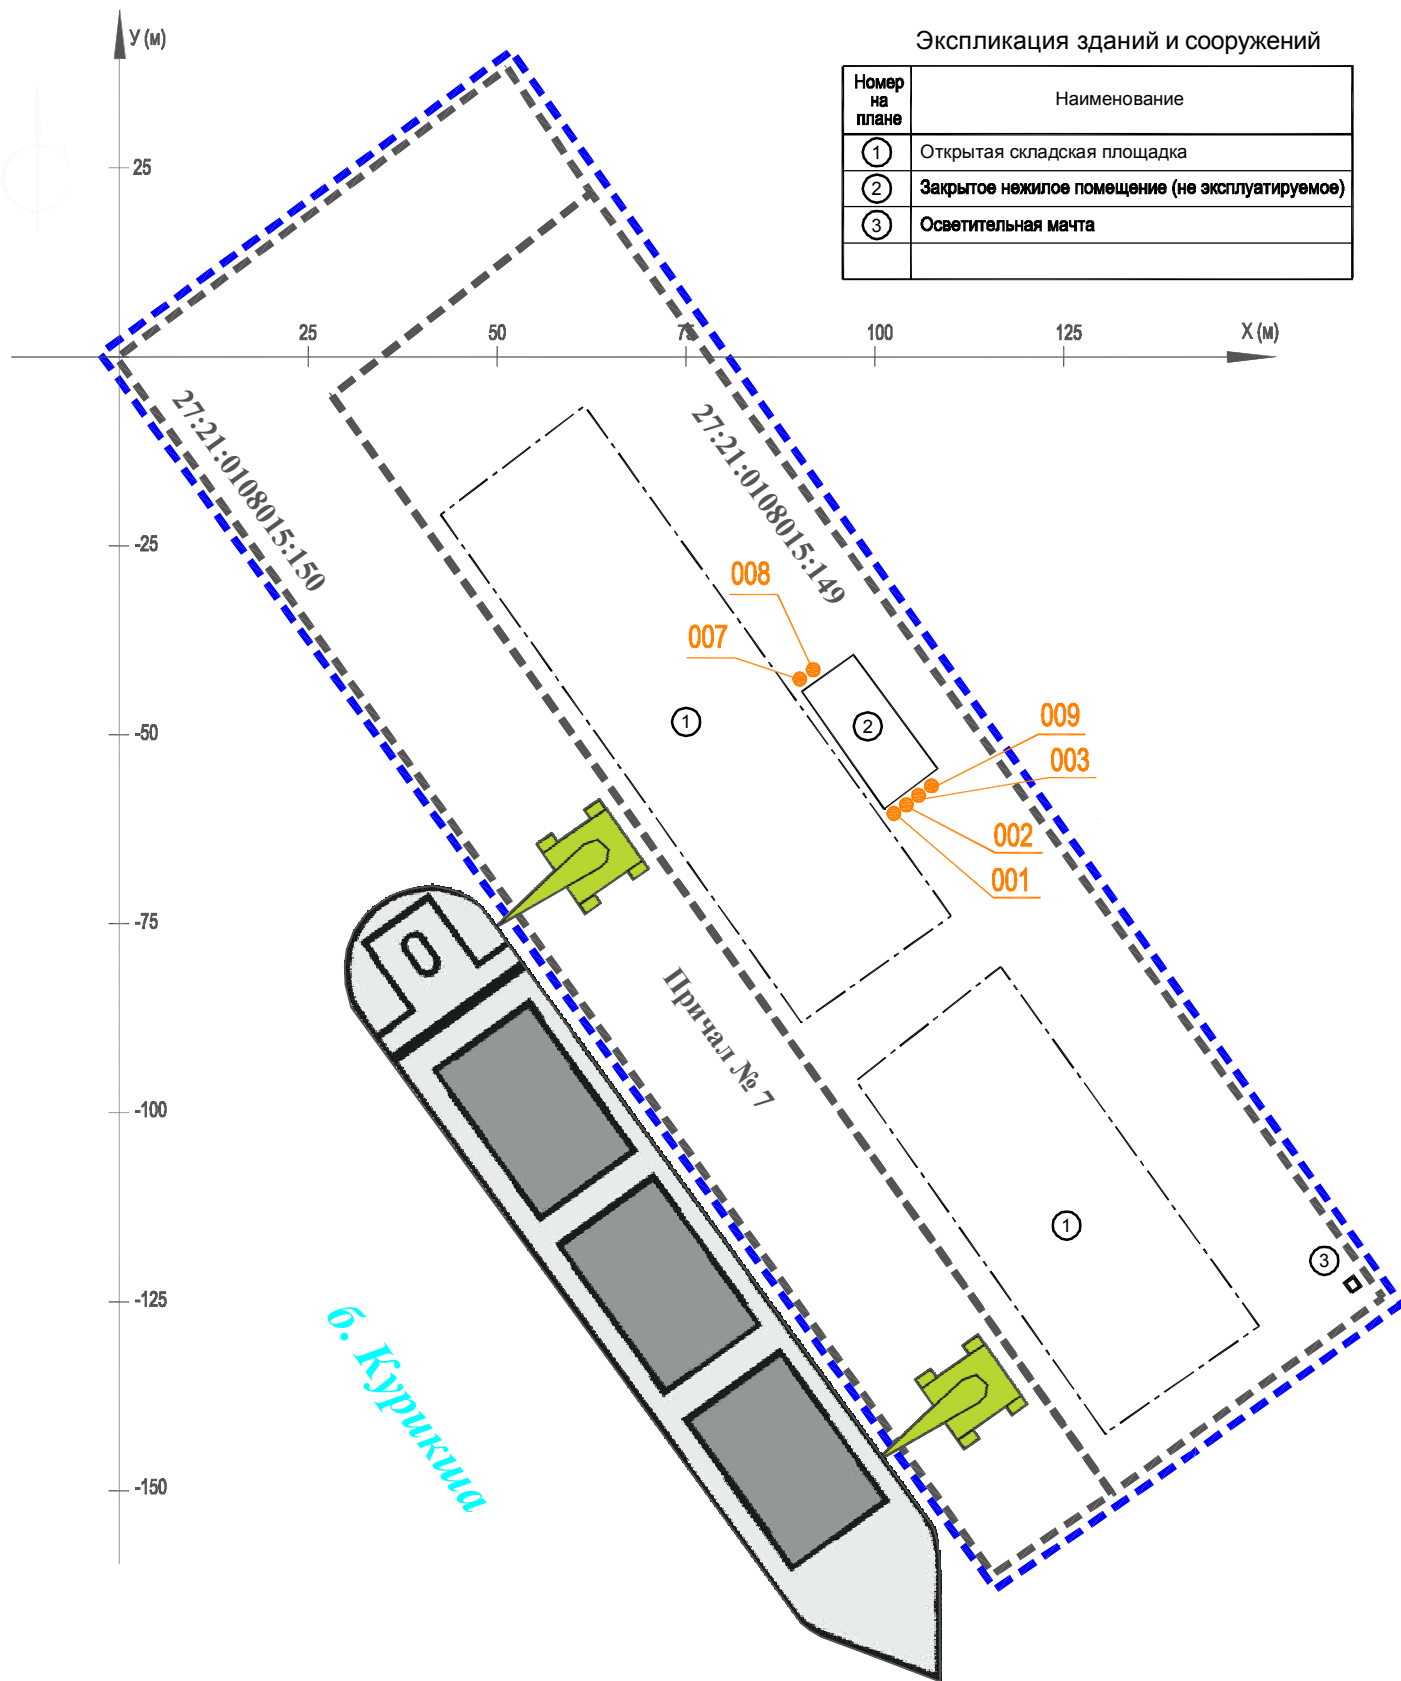 У (м)
Экспликация зданий и сооружений
Номер
на
плане
Наименование
1
Открытая складская площадка
2
Закрытое нежилое помещение (не эксплуатируемое)
3
Осветительная мачта
25
25
50
75
100
125
X (м)
27:21:0108015:150
27:21:0108015:149
-25
008
007
-50
1
2
009
003
002
001
-75
Причал № 7
-100
1
3
-125
б. Курикша
-150